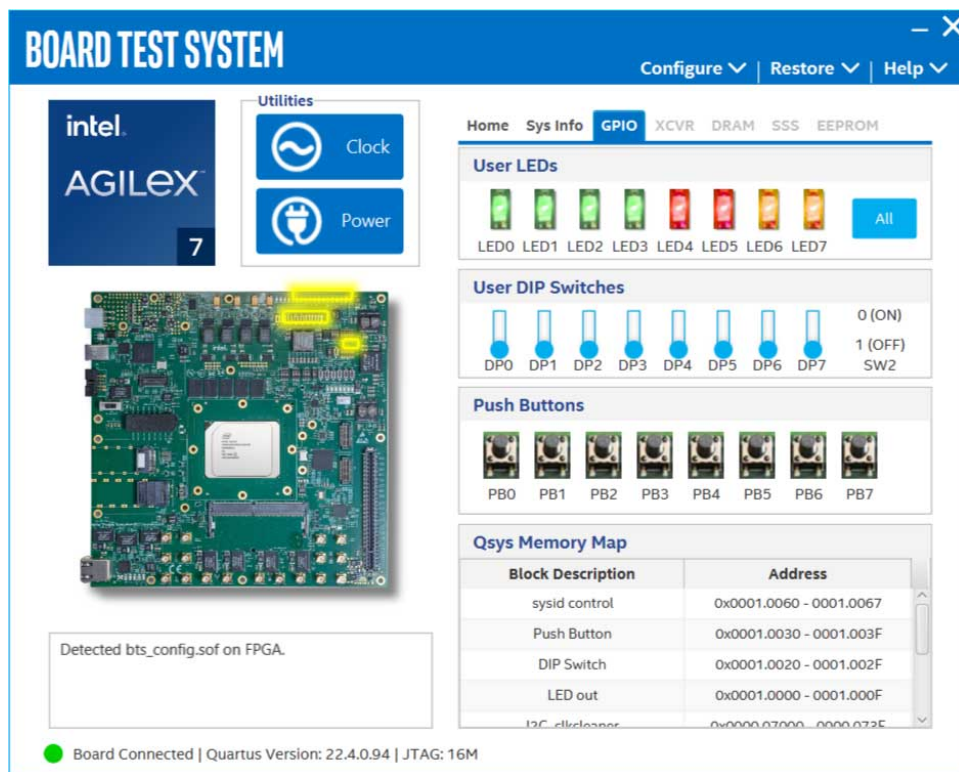 BOARD TEST SYSTEM
Configure | Restore | Help
intel.
AGILEX
7
Utilities
Clock
Power
Home Sys Info GPIO XCVR DRAM SSS EEPROM
User LEDs
LED0 LED1 LED2 LED3 LED4 LED5 LED6 LED7
All
User DIP Switches
0 (ON)
1 (OFF)
DP0 DP1 DP2 DP3 DP4 DP5 DP6 DP7 SW2
Push Buttons
PB0 PB1 PB2 PB3 PB4 PB5 PB6 PB7
Qsys Memory Map
Block Description Address
sysid control 0x0001.0060 - 0001.0067
Push Button 0x0001.0030 - 0001.003F
DIP Switch 0x0001.0020 - 0001.002F
LED out 0x0001.0000 - 0001.000F
I2C_clkcleaner 0x0000.07000 - 0000.073F
Detected bts_config.sof on FPGA.
Board Connected | Quartus Version: 22.4.0.94 | JTAG: 16M